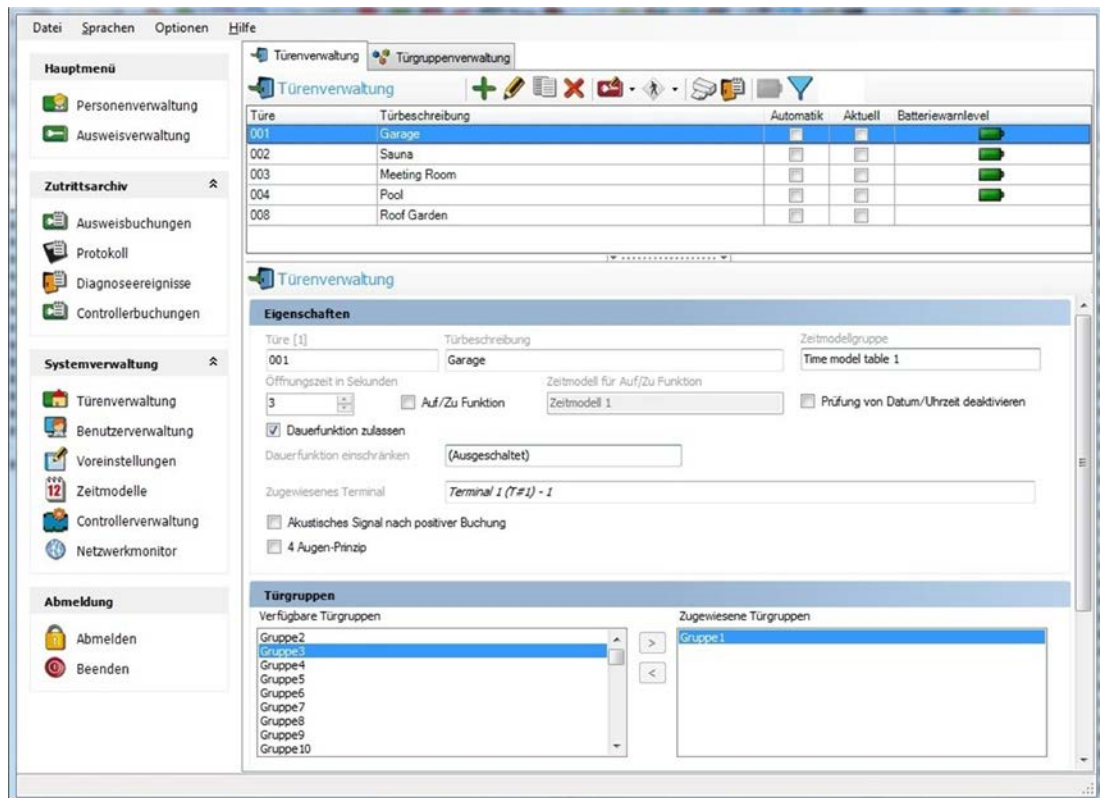 Datei Sprachen Optionen Hilfe
Hauptmenü
Personenverwaltung
Ausweisverwaltung
Zutrittsarchiv
Ausweisbuchungen
Protokoll
Diagnoseereignisse
Controllerbuchungen
Systemverwaltung
Türenverwaltung
Benutzerverwaltung
Voreinstellungen
12 Zeitmodelle
Controllerverwaltung
Netzwerkmonitor
Abmeldung
Abmelden
Beenden
Türenverwaltung Türgruppenverwaltung
Türenverwaltung
Türe Türbeschreibung Automatik Aktuell Batteriewarnlevel
001 Garage
002 Sauna
003 Meeting Room
004 Pool
008 Roof Garden
Türenverwaltung
Eigenschaften
Türe [1] Türbeschreibung Zeitmodellgruppe
001 Garage Time model table 1
Öffnungszeit in Sekunden Zeitmodell für Auf/Zu Funktion
3 Auf/Zu Funktion Zeitmodell 1 Prüfung von Datum/Uhrzeit deaktivieren
Dauerfunktion zulassen
Dauerfunktion einschränken (Ausgeschaltet)
Zugewiesenes Terminal Terminal 1 (T#1) - 1
Akustisches Signal nach positiver Buchung
4 Augen-Prinzip
Türgruppen
Verfügbare Türgruppen Zugewiesene Türgruppen
Gruppe2 > Gruppe1
Gruppe3
Gruppe4
Gruppe5 <
Gruppe6
Gruppe7
Gruppe8
Gruppe9
Gruppe10